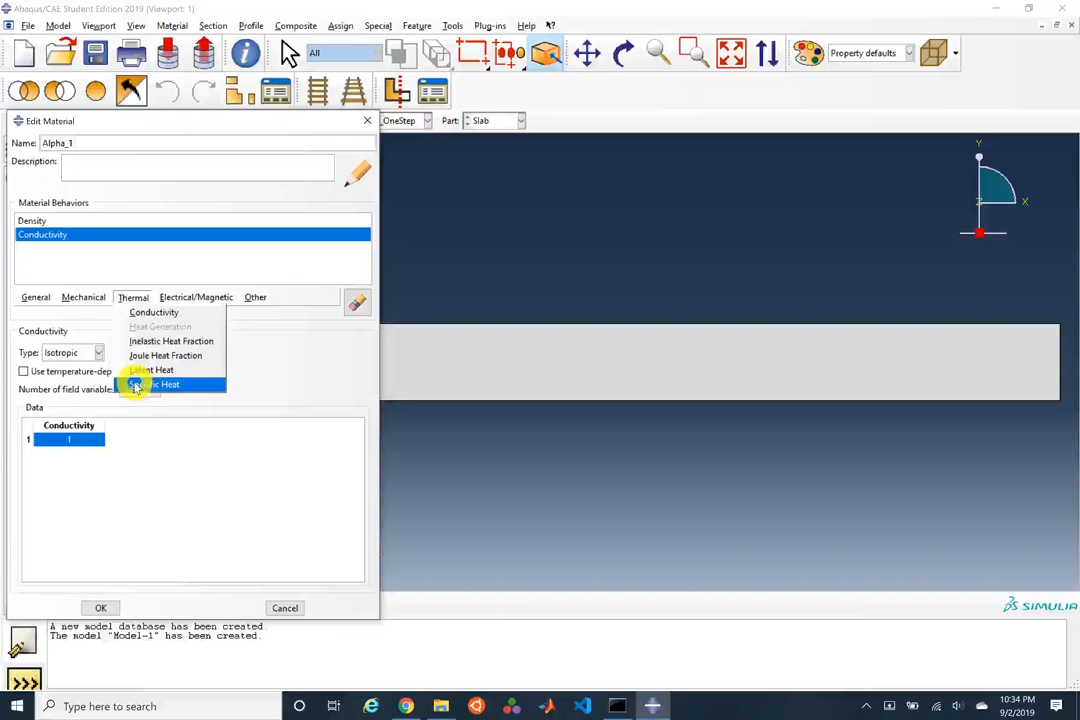 Abaqus/CAE Student Edition 2019 [Viewport: 1]
File Model Viewport View Material Section Profile Composite Assign Special Feature Tools Plug-ins Help
All Property defaults
Edit Material
_OneStep Part: Slab
Name: Alpha_1
Description:
Material Behaviors
Density
Conductivity
General Mechanical Thermal Electrical/Magnetic Other
Conductivity
Heat Generation
Inelastic Heat Fraction
Joule Heat Fraction
Latent Heat
Specific Heat
Conductivity
Type: Isotropic
Use temperature-dep
Number of field variable
Data
Conductivity
1 1
OK Cancel
Y
Z X
SIMULIA
A new model database has been created.
The model "Model-1" has been created.
>>>
Type here to search
10:34 PM
9/2/2019